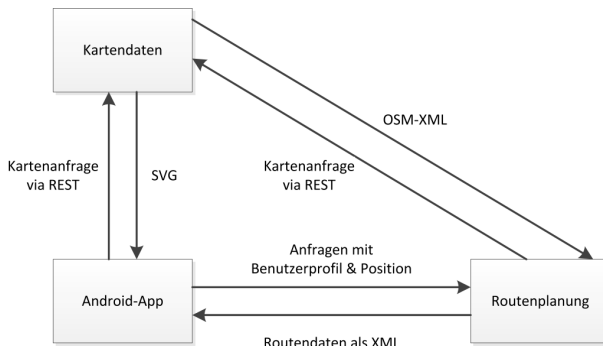 Kartendaten
OSM-XML
Kartenanfrage
via REST
SVG
Kartenanfrage
via REST
Anfragen mit
Benutzerprofil & Position
Android-App
Routenplanung
Routendaten als XML